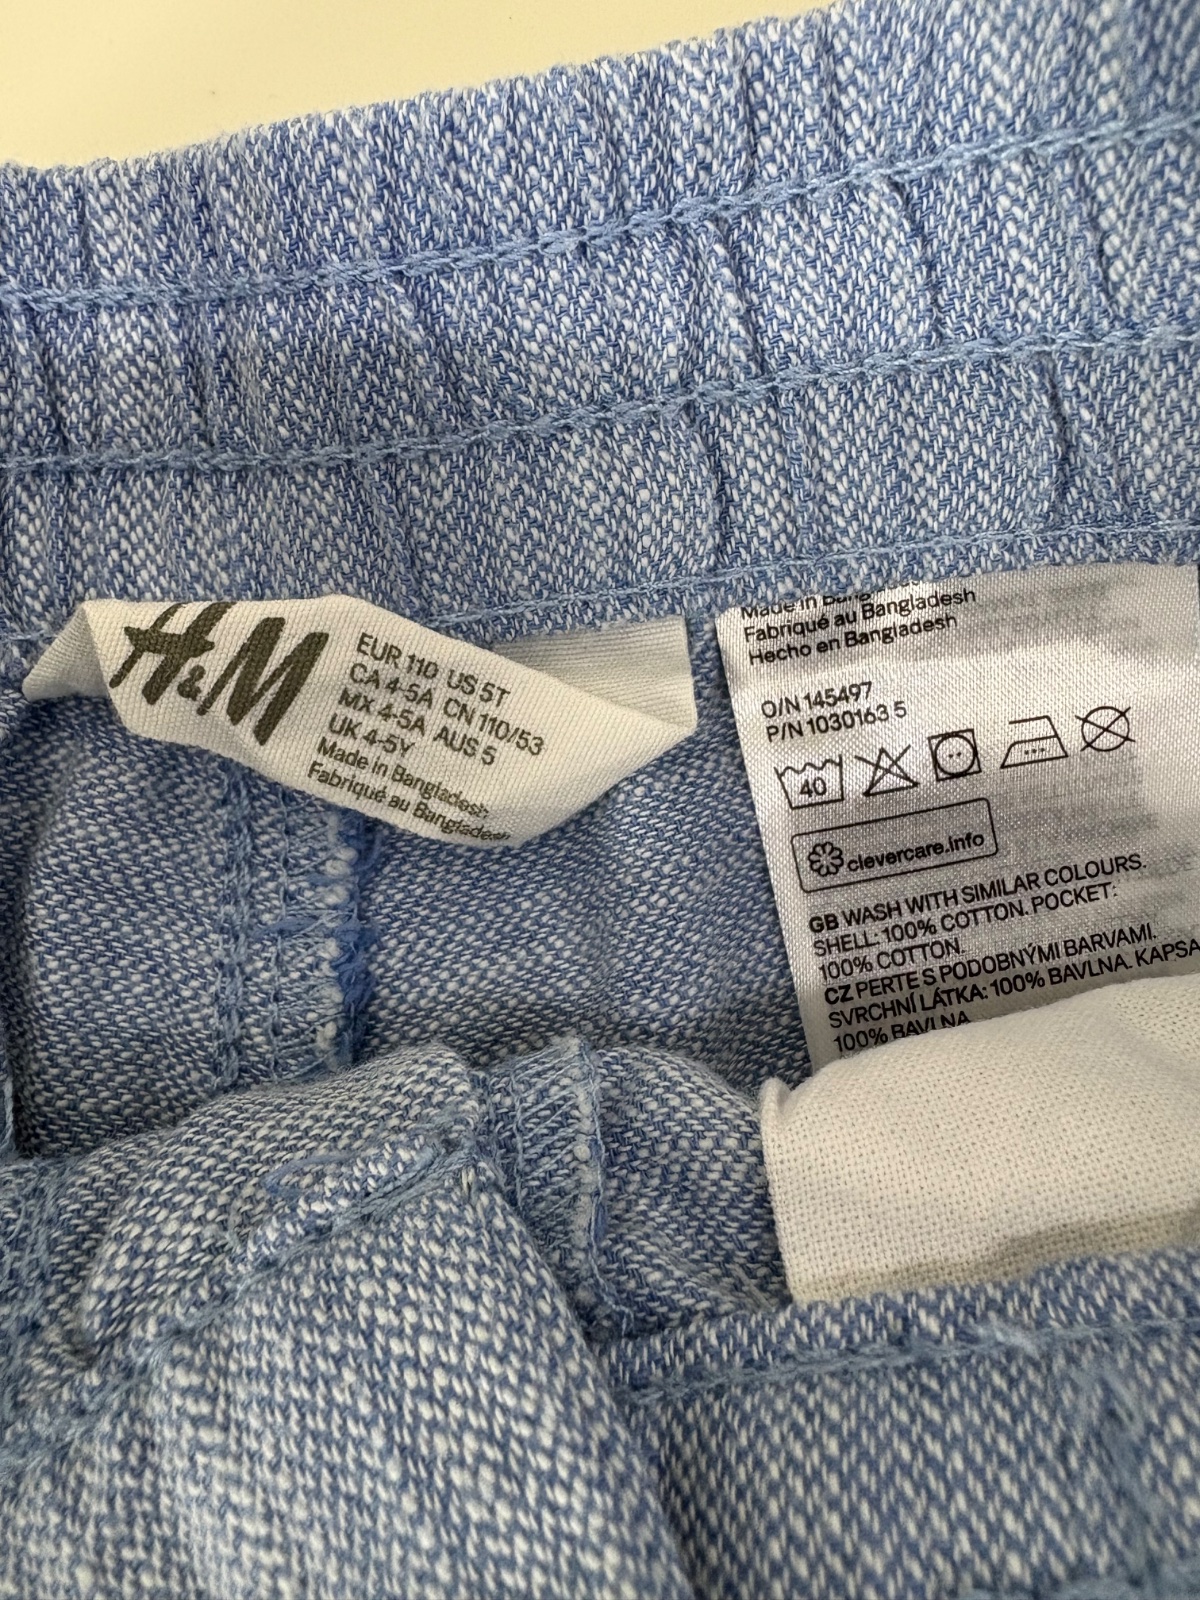 H&M
EUR 110 US 5T
CA 4-5A CN 110/53
MX 4-5A AUS 5
UK 4-5Y
Made in Bangladesh
Fabriqué au Bangladesh
Made in
Fabriqué au Bangladesh
Hecho en Bangladesh
O/N 145497
P/N 1030163 5
40
clevercare.info
GB WASH WITH SIMILAR COLOURS.
SHELL: 100% COTTON. POCKET:
100% COTTON.
CZ PERTE S PODOBNÝMI BARVAMI.
SVRCHNÍ LÁTKA: 100% BAVLNA. KAPSA
100% BAVLNA